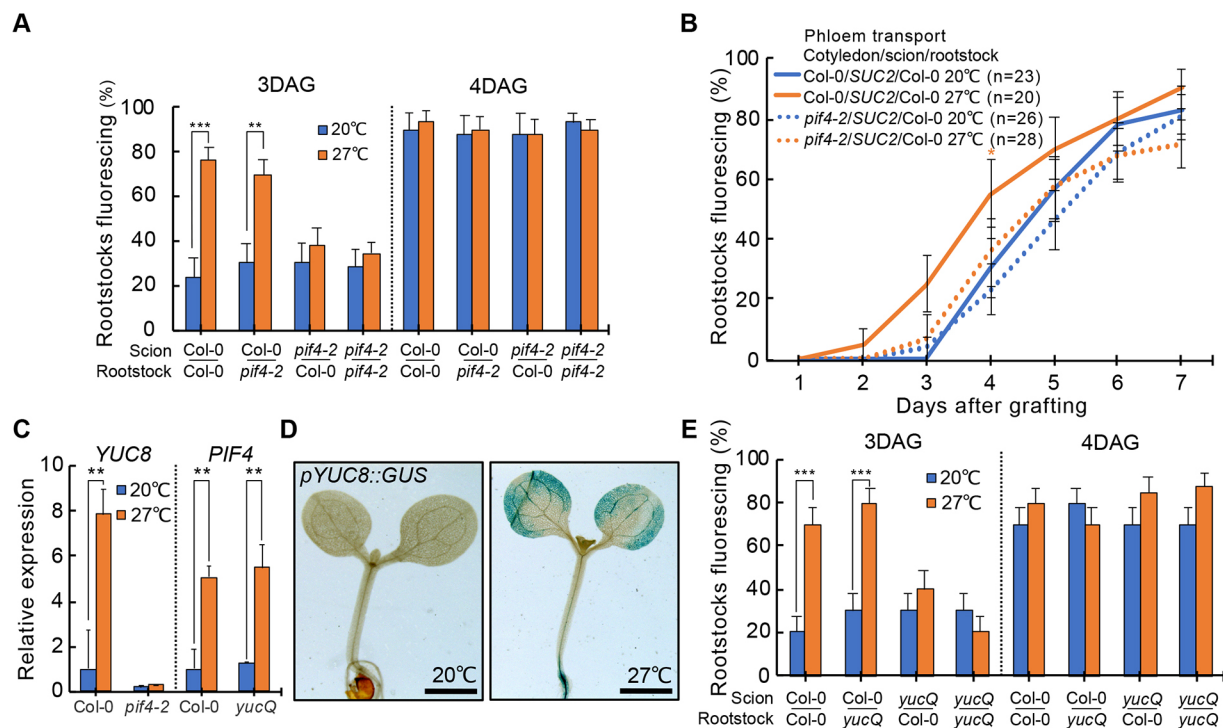 A
3DAG 4DAG
Rootstocks fluorescing (%)
100
80
60
40
20
0
*** **
20℃
27℃
Scion Col-0 Col-0 pif4-2 pif4-2 Col-0 Col-0 pif4-2 pif4-2
Rootstock Col-0 pif4-2 Col-0 pif4-2 Col-0 pif4-2 Col-0 pif4-2
B
Phloem transport
Cotyledon/scion/rootstock
Col-0/SUC2/Col-0 20℃ (n=23)
Col-0/SUC2/Col-0 27℃ (n=20)
pif4-2/SUC2/Col-0 20℃ (n=26)
pif4-2/SUC2/Col-0 27℃ (n=28)
Rootstocks fluorescing (%)
100
80
60
40
20
0
*
1 2 3 4 5 6 7
Days after grafting
C
YUC8 PIF4
Relative expression
10
8
6
4
2
0
** ** **
20℃
27℃
Col-0 pif4-2 Col-0 yucQ
D
pYUC8::GUS
20℃ 27℃
E
3DAG 4DAG
Rootstocks fluorescing (%)
100
80
60
40
20
0
*** ***
20℃
27℃
Scion Col-0 Col-0 yucQ yucQ Col-0 Col-0 yucQ yucQ
Rootstock Col-0 yucQ Col-0 yucQ Col-0 yucQ Col-0 yucQ